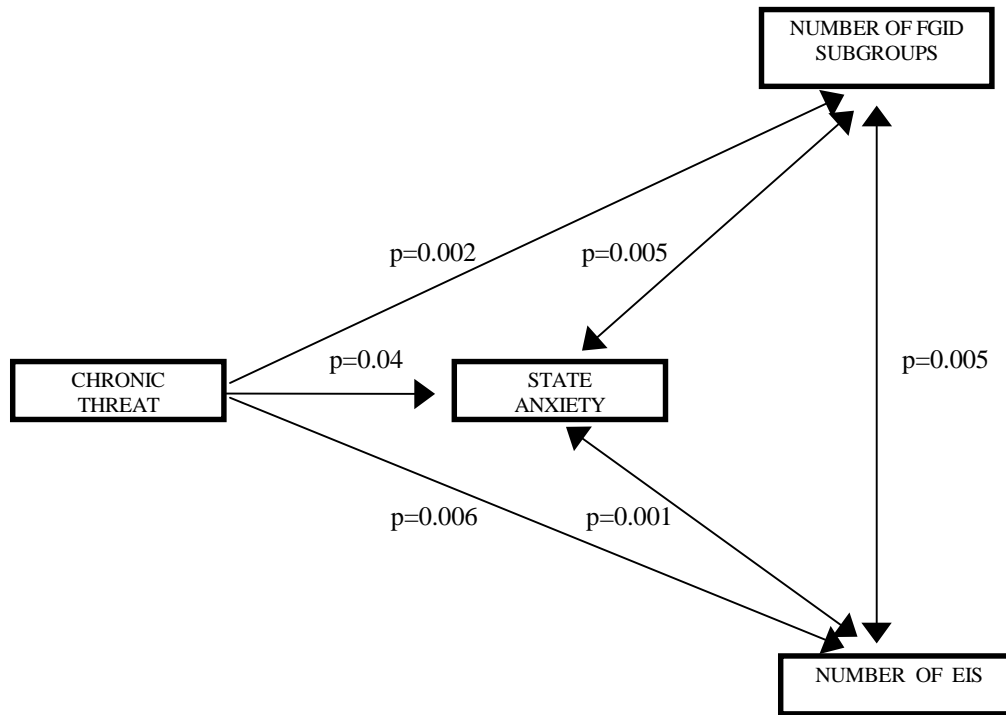 NUMBER OF FGID
SUBGROUPS
p=0.002
p=0.005
p=0.04
p=0.005
CHRONIC
THREAT
STATE
ANXIETY
p=0.006
p=0.001
NUMBER OF EIS